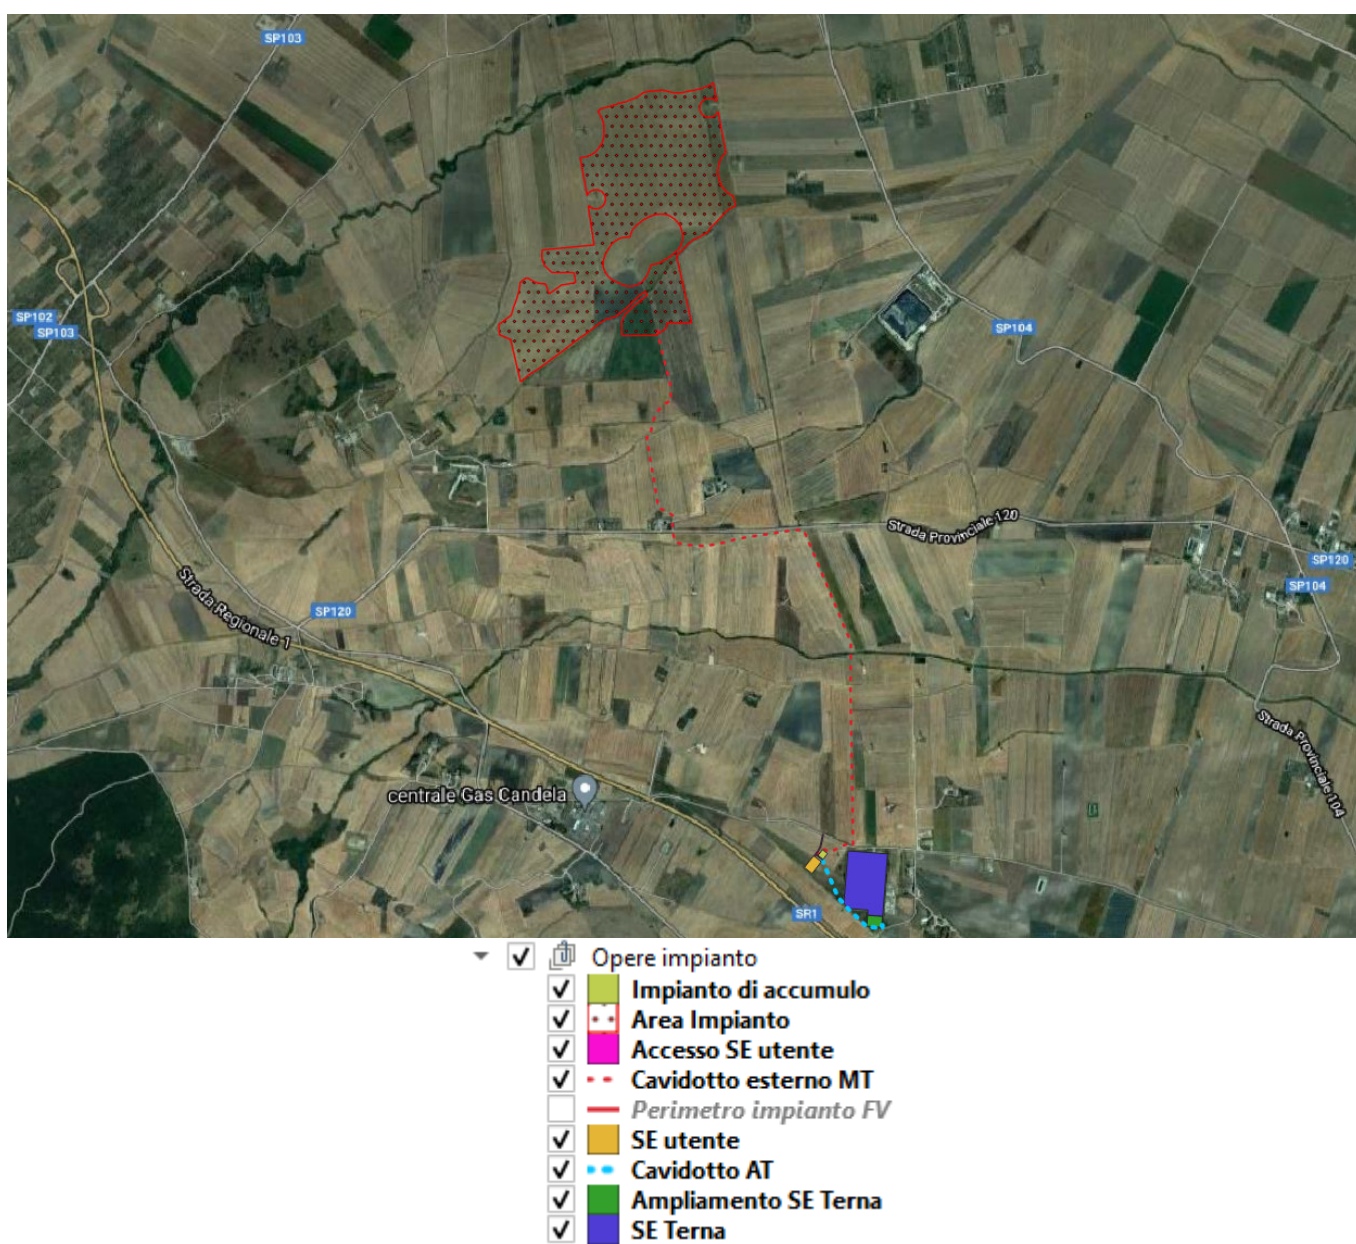 SP103
SP102
SP103
SP104
Strada Provinciale 120
SP120
SP104
Strada Regionale 1
SP120
Strada Provinciale 104
centrale Gas Candela
SR1
Opere impianto
Impianto di accumulo
Area Impianto
Accesso SE utente
Cavidotto esterno MT
Perimetro impianto FV
SE utente
Cavidotto AT
Ampliamento SE Terna
SE Terna